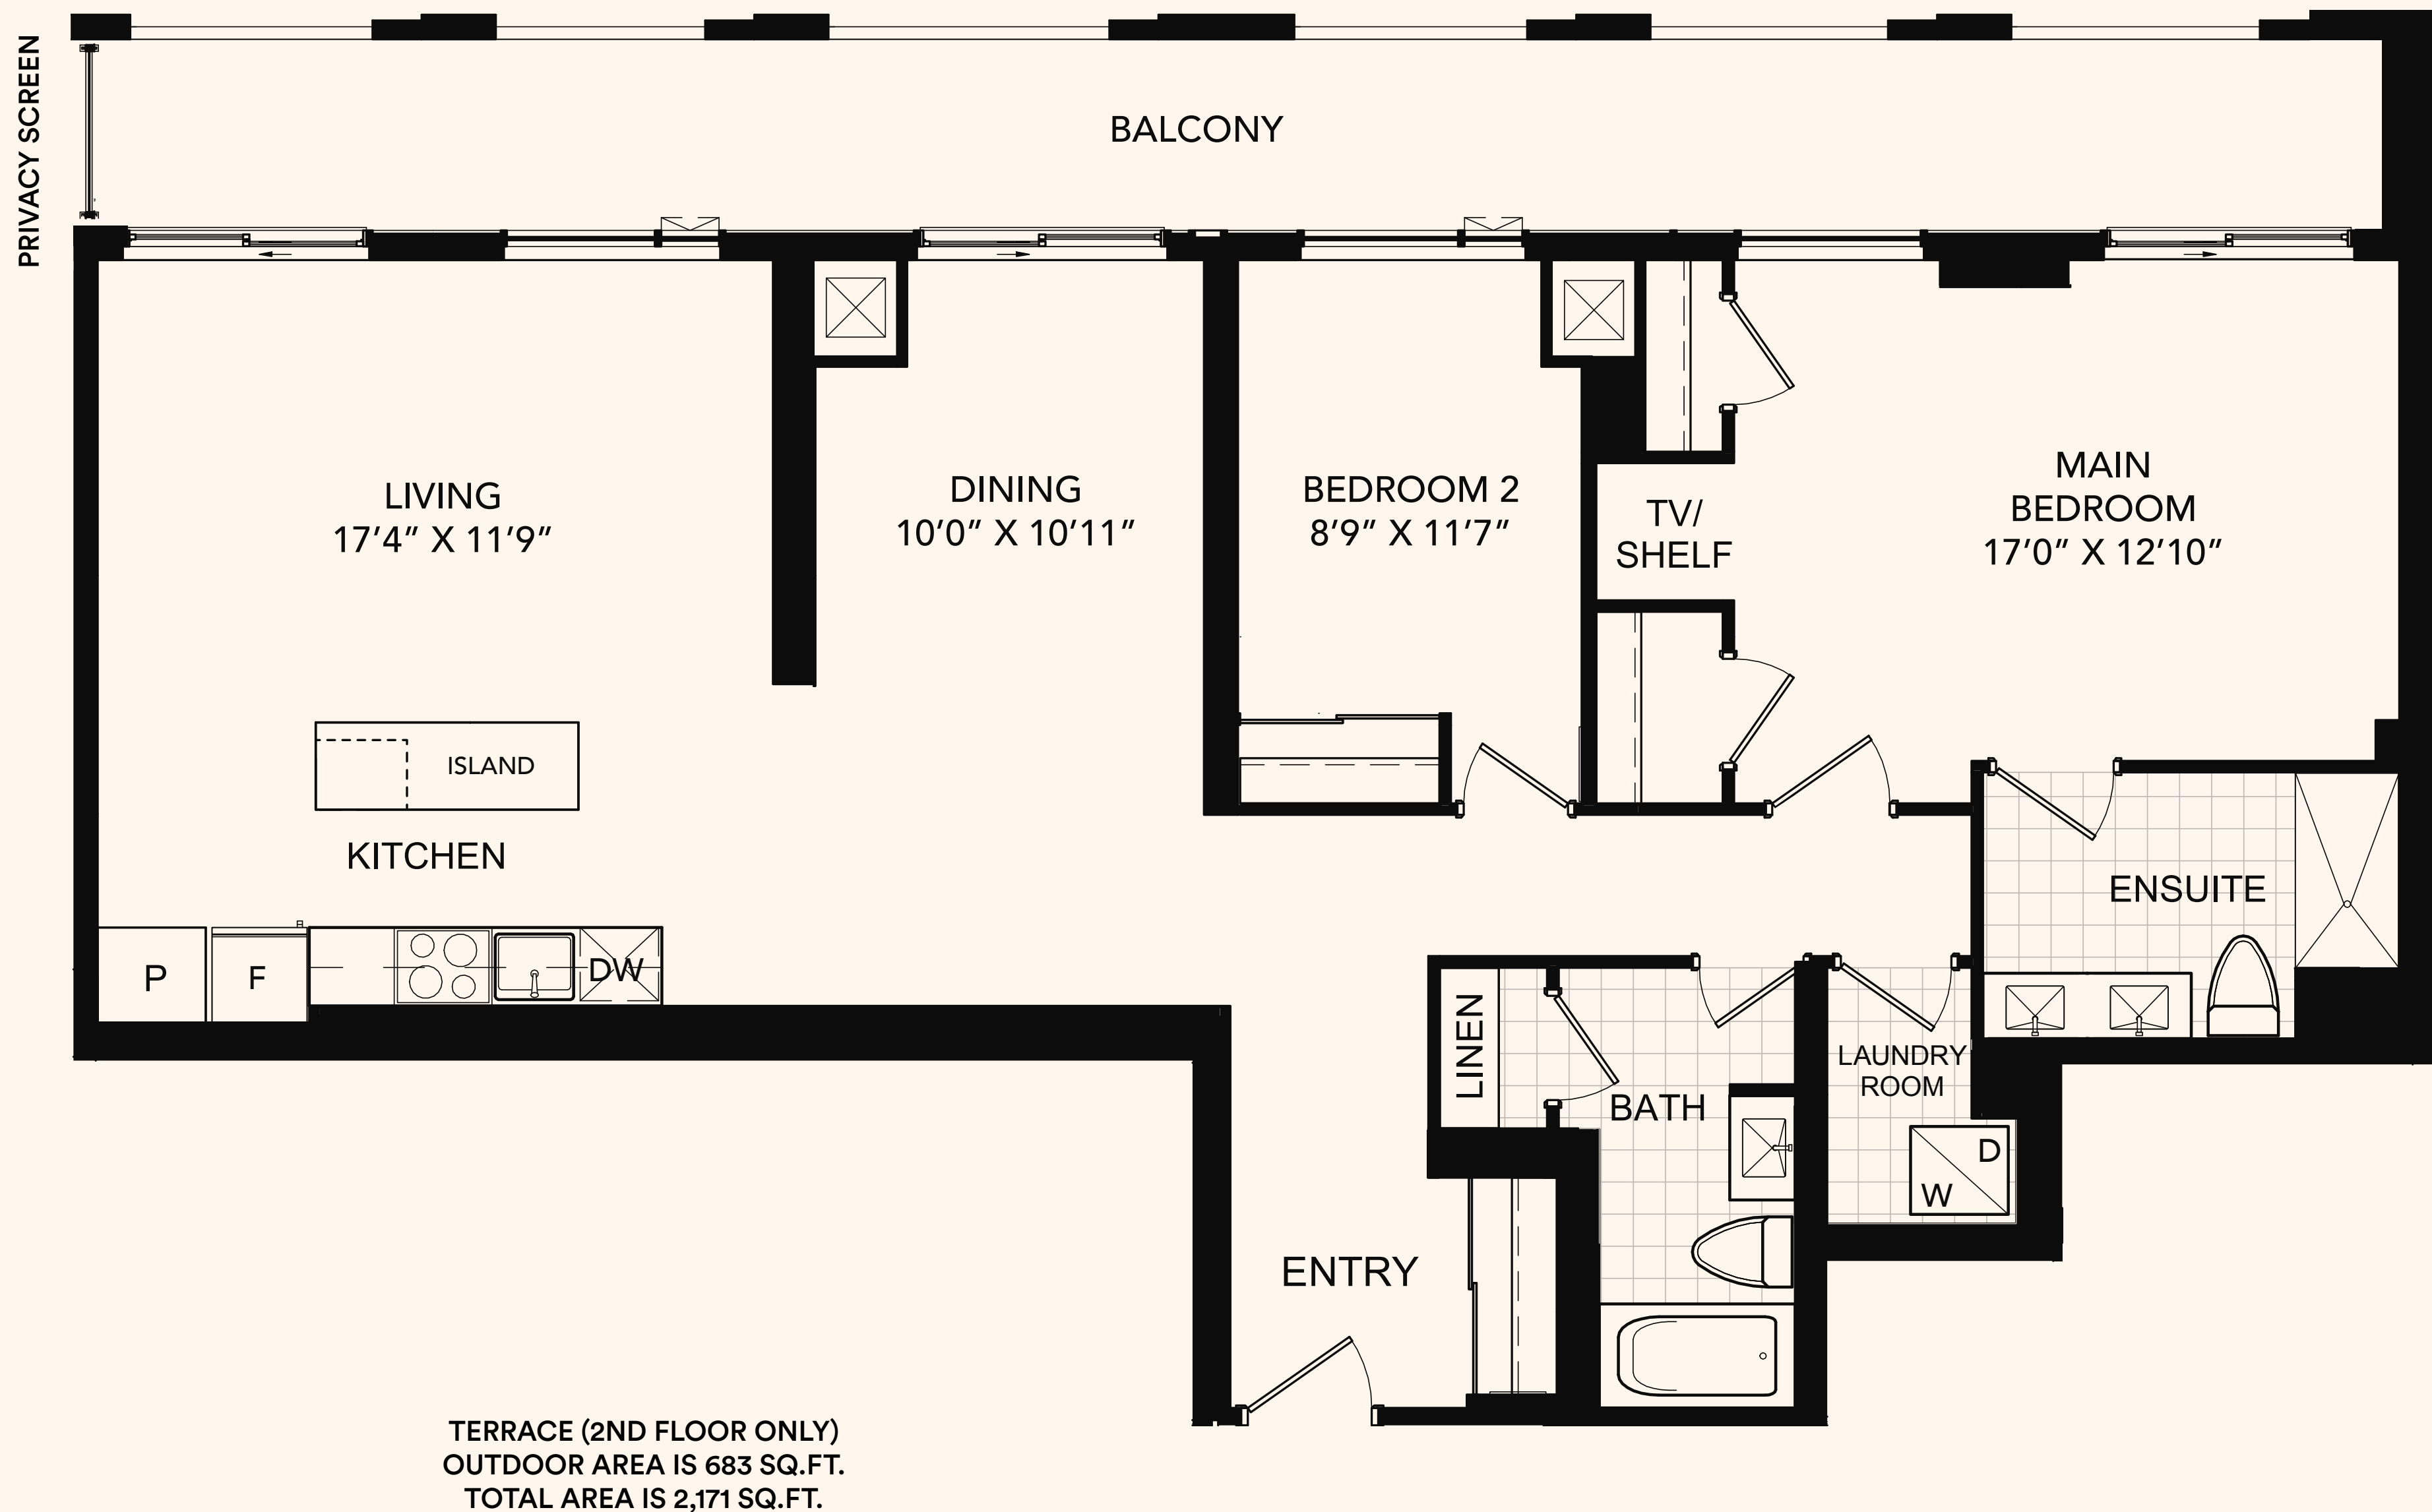 PRIVACY SCREEN
BALCONY
LIVING
17’4” X 11’9”
DINING
10’0” X 10’11”
BEDROOM 2
8’9” X 11’7”
TV/
SHELF
MAIN
BEDROOM
17’0” X 12’10”
ISLAND
KITCHEN
P
F
DW
ENSUITE
LINEN
BATH
LAUNDRY
ROOM
D
W
ENTRY
TERRACE (2ND FLOOR ONLY)
OUTDOOR AREA IS 683 SQ.FT.
TOTAL AREA IS 2,171 SQ.FT.